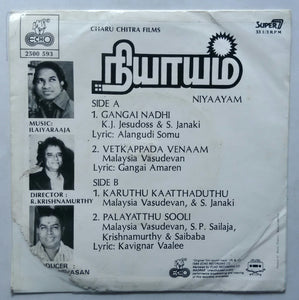 CHARU CHITRA FILMS
ECHO
2500 593
SUPER 7
33 1/3 R.P.M.
நியாயம்
NIYAAYAM
SIDE A
1. GANGAI NADHI
K.J. Jesudoss & S. Janaki
Lyric: Alangudi Somu
2. VETKAPPADA VENAAM
Malaysia Vasudevan
Lyric: Gangai Amaren
SIDE B
1. KARUTHU KAATTHADUTHU
Malaysia Vasudevan, & S. Janaki
2. PALAYATTHU SOOLI
Malaysia Vasudevan, S.P. Sailaja,
Krishnamurthy & Saibaba
Lyric: Kavignar Vaalee
MUSIC:
ILAIYARAAJA
DIRECTOR :
R. KRISHNAMURTHY
ECHO